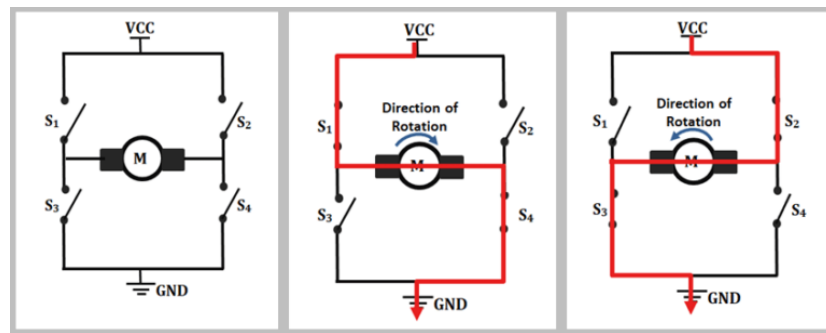 VCC
S1
S2
M
S3
S4
GND
VCC
Direction of
Rotation
S1
S2
M
S3
S4
GND
VCC
Direction of
Rotation
S1
S2
M
S3
S4
GND